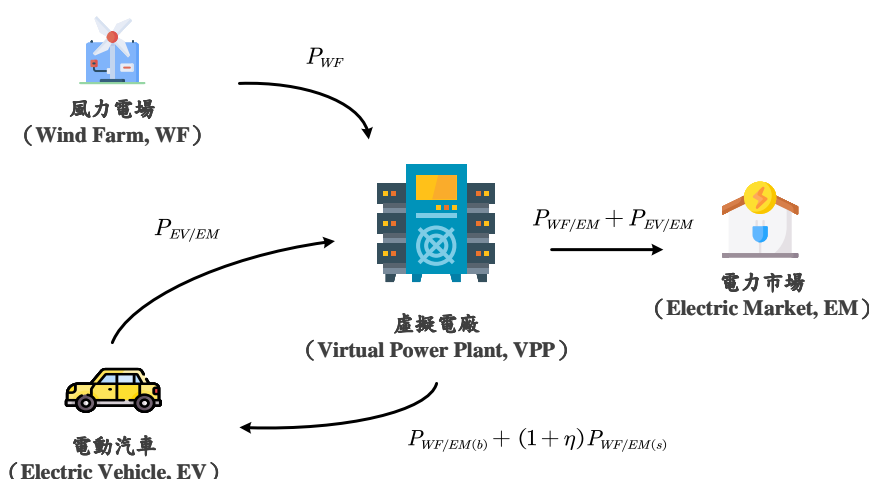 P_{WF}
風力電場
（Wind Farm, WF）
P_{EV/EM}
P_{WF/EM} + P_{EV/EM}
電力市場
（Electric Market, EM）
虛擬電廠
（Virtual Power Plant, VPP）
P_{WF/EM(b)} + (1+η)P_{WF/EM(s)}
電動汽車
（Electric Vehicle, EV）